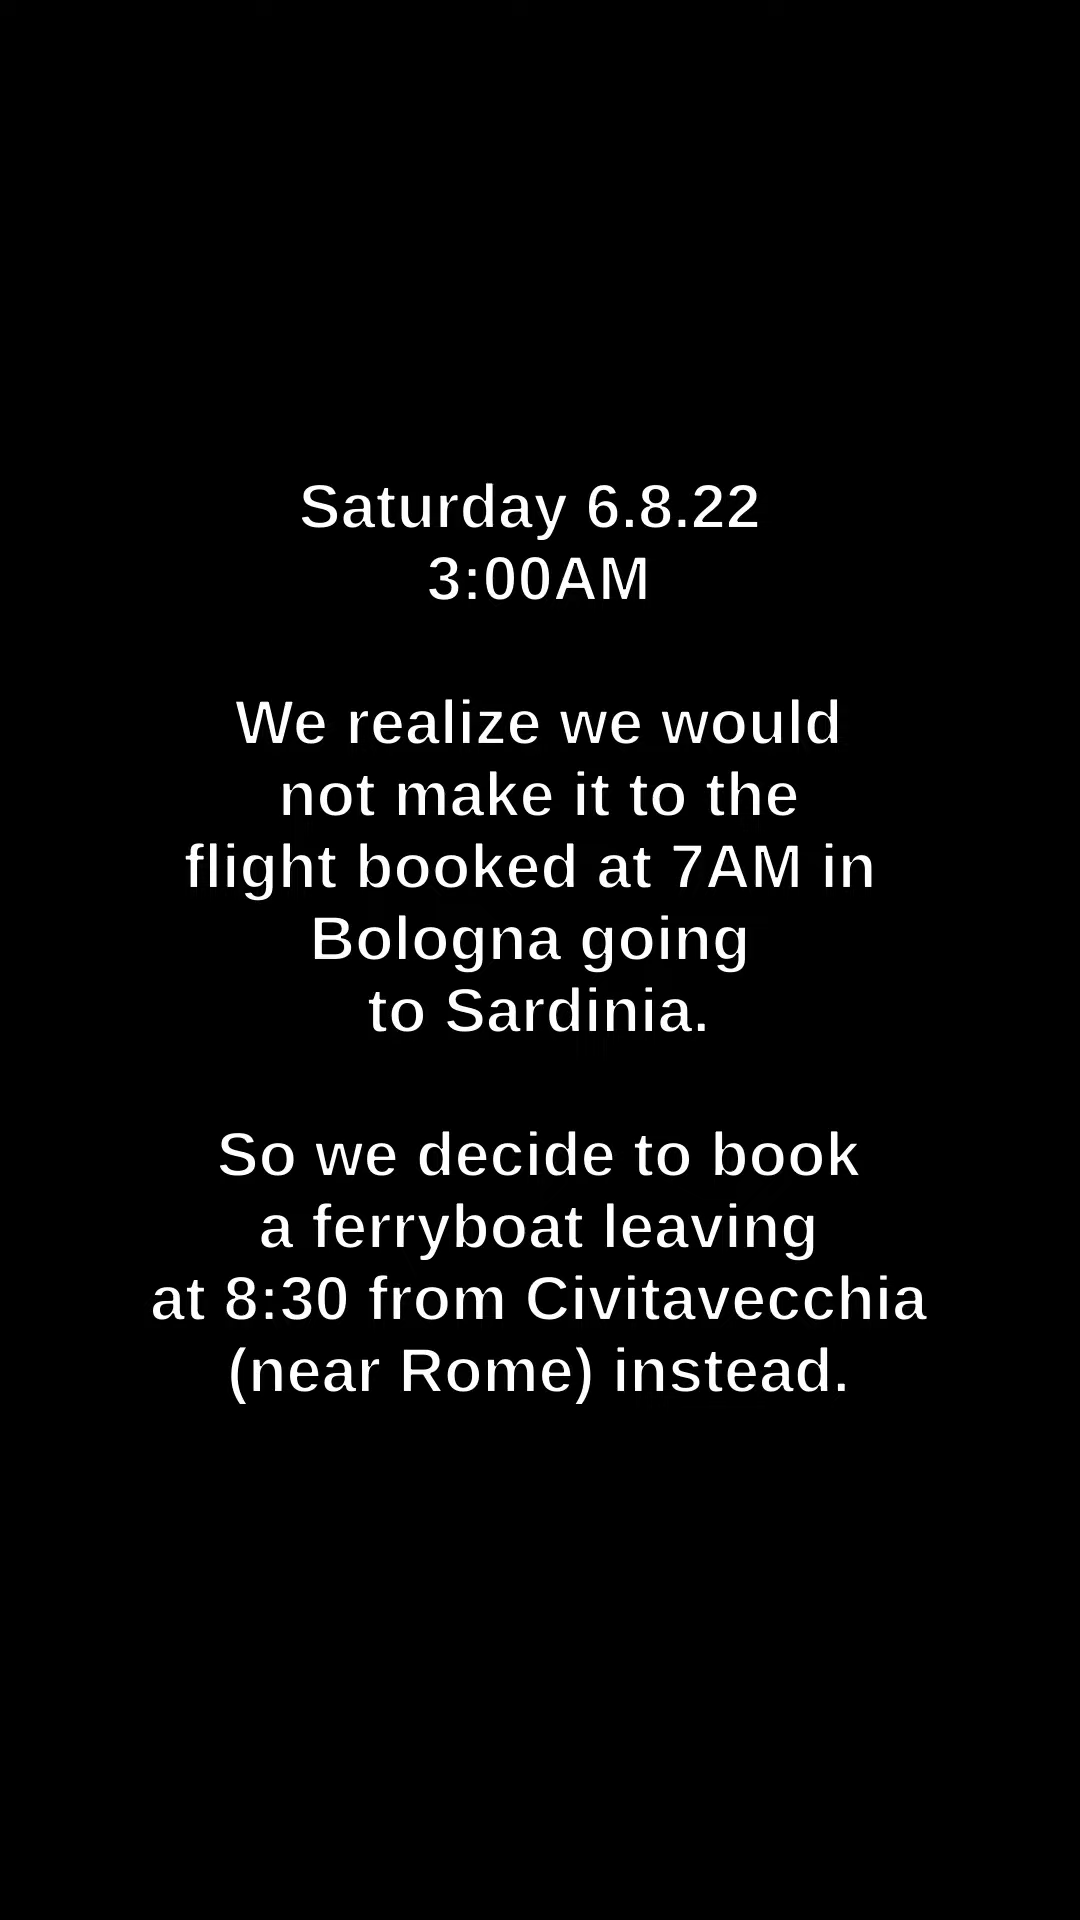 Saturday 6.8.22
3:00AM
We realize we would
not make it to the
flight booked at 7AM in
Bologna going
to Sardinia.
So we decide to book
a ferryboat leaving
at 8:30 from Civitavecchia
(near Rome) instead.